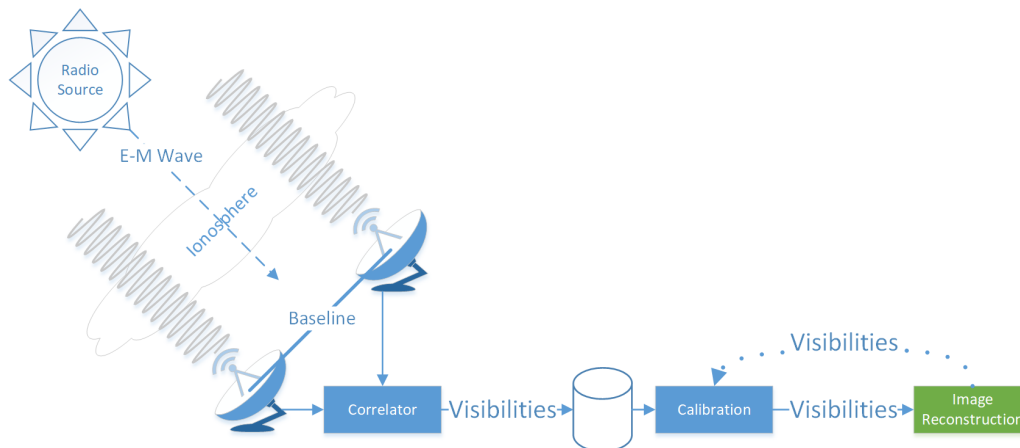 Radio
Source
E-M Wave
Ionosphere
Baseline
Visibilities
Correlator
Visibilities
Calibration
Visibilities
Image
Reconstruction